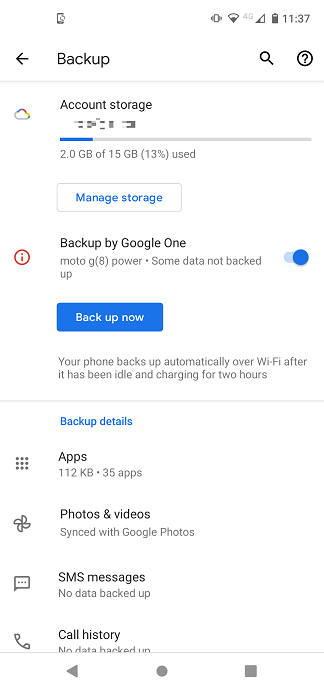 4G 11:37
Backup
Account storage
2.0 GB of 15 GB (13%) used
Manage storage
Backup by Google One
moto g(8) power • Some data not backed
up
Back up now
Your phone backs up automatically over Wi-Fi after
it has been idle and charging for two hours
Backup details
Apps
112 KB • 35 apps
Photos & videos
Synced with Google Photos
SMS messages
No data backed up
Call history
No data backed up